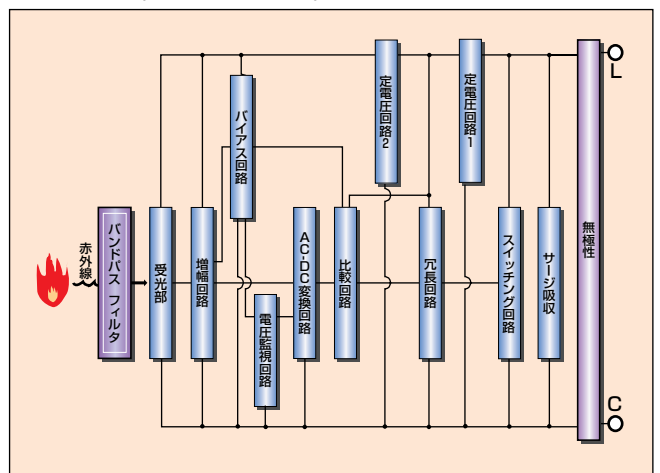 赤外線
バンドパス フィルタ
受光部
増幅回路
バイアス回路
電圧監視回路
AC-DC変換回路
比較回路
定電圧回路2
冗長回路
定電圧回路1
スイッチング回路
サージ吸収
無極性
L
C